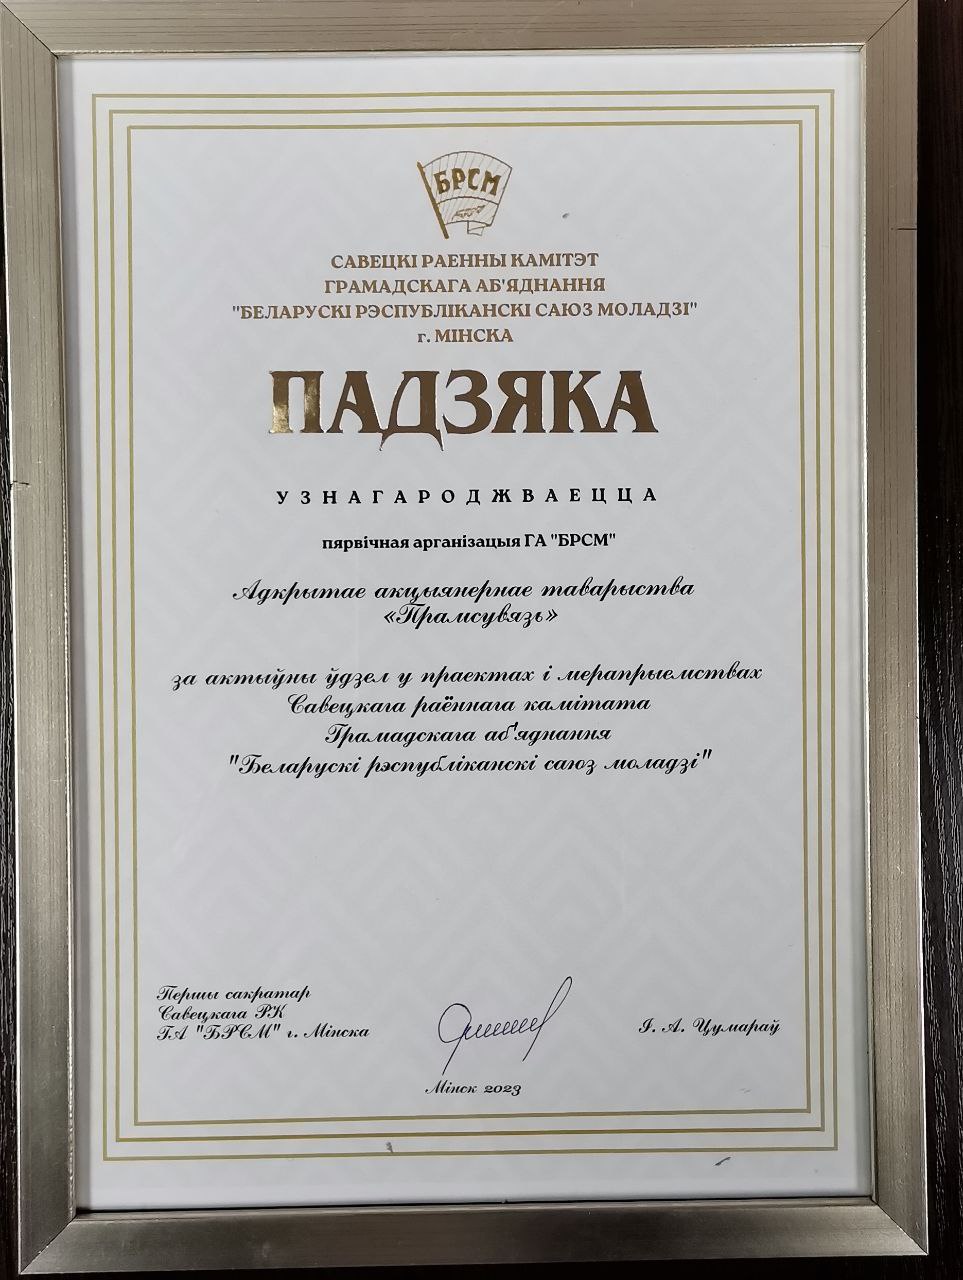 БРСМ
САВЕЦКІ РАЕННЫ КАМІТЭТ
ГРАМАДСКАГА АБ'ЯДНАННЯ
"БЕЛАРУСКІ РЭСПУБЛІКАНСКІ САЮЗ МОЛАДЗІ"
г. МІНСКА
ПАДЗЯКА
УЗНАГАРОДЖВАЕЦЦА
пярвічная арганізацыя ГА "БРСМ"
Адкрытае акцыянернае таварыства
«Прамсувязь»
за актыўны ўдзел у праектах і мерапрыемствах
Савецкага раённага камітата
Грамадскага аб'яднання
"Беларускі рэспубліканскі саюз моладзі"
Першы сакратар
Савецкага РК
ГА "БРСМ" г. Мінска
І. А. Цумараў
Мінск 2023